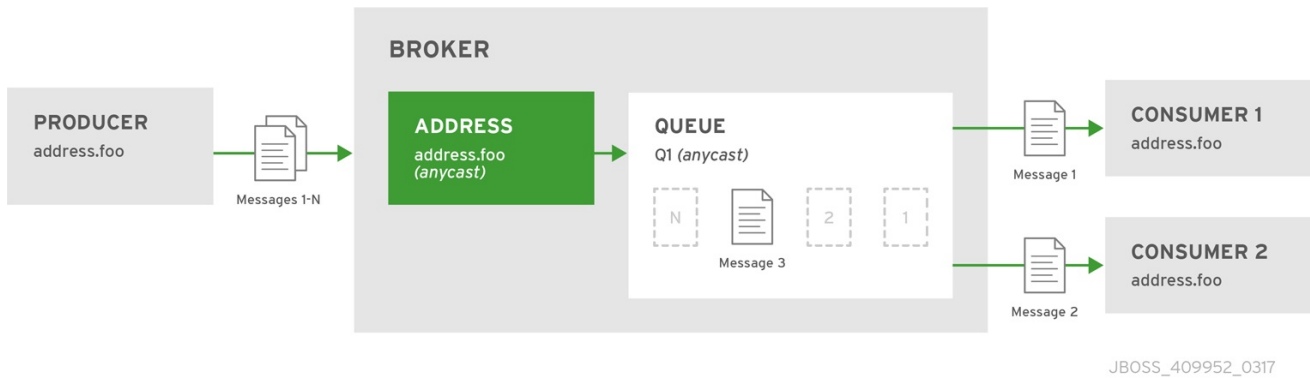 BROKER
PRODUCER
address.foo
Messages 1-N
ADDRESS
address.foo
(anycast)
QUEUE
Q1 (anycast)
N
2
1
Message 3
Message 1
CONSUMER 1
address.foo
Message 2
CONSUMER 2
address.foo
JBOSS_409952_0317